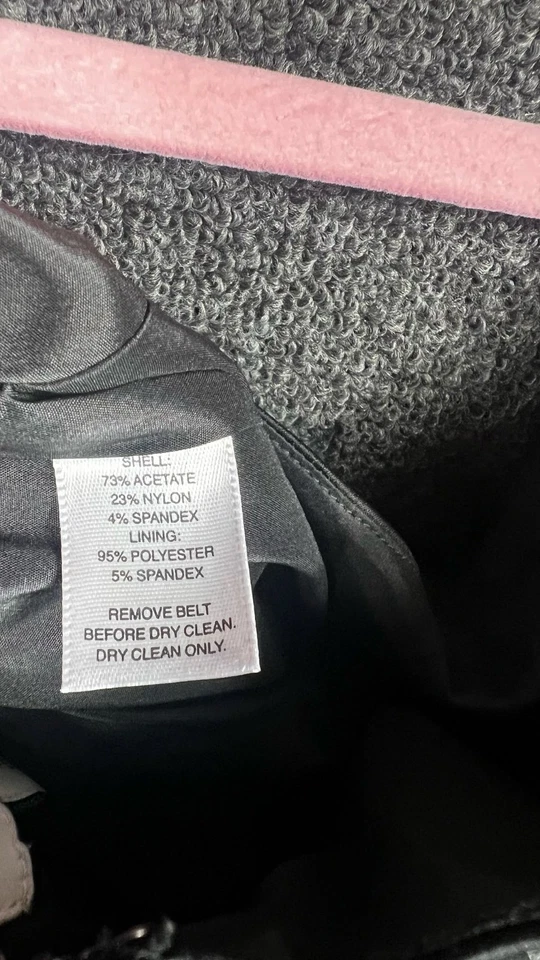 SHELL:
73% ACETATE
23% NYLON
4% SPANDEX
LINING:
95% POLYESTER
5% SPANDEX
REMOVE BELT
BEFORE DRY CLEAN.
DRY CLEAN ONLY.